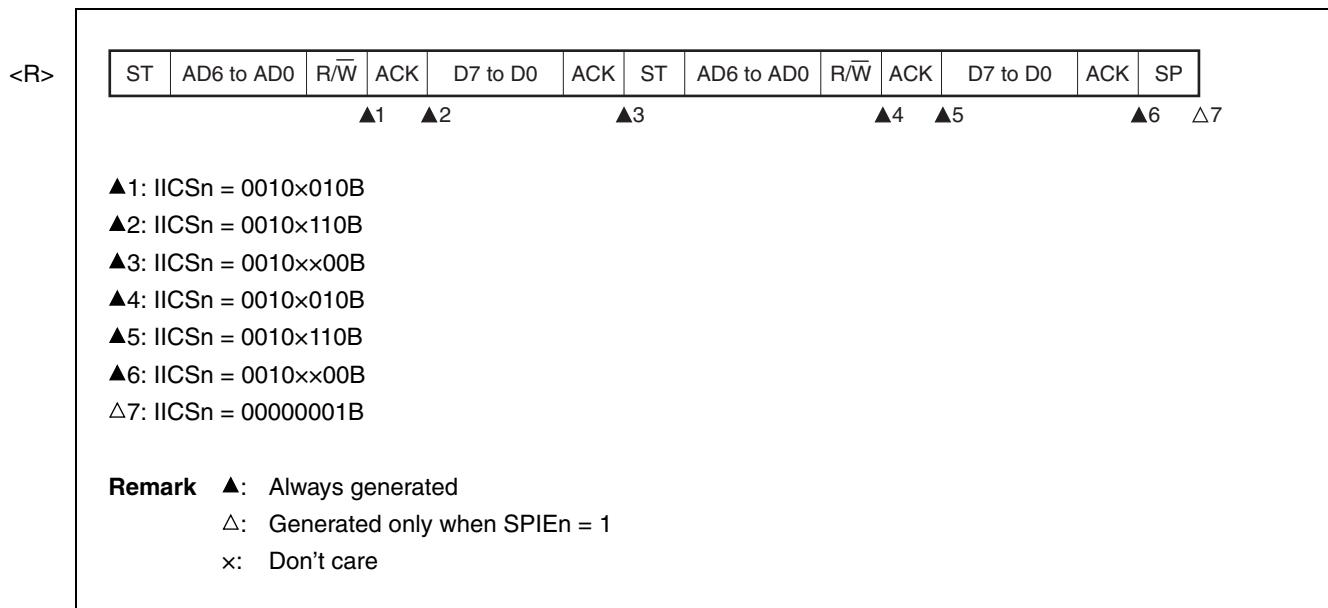 <R>
ST AD6 to AD0 R/W̅ ACK D7 to D0 ACK ST AD6 to AD0 R/W̅ ACK D7 to D0 ACK SP
▲1 ▲2 ▲3 ▲4 ▲5 ▲6 △7
▲1: IICSn = 0010×010B
▲2: IICSn = 0010×110B
▲3: IICSn = 0010××00B
▲4: IICSn = 0010×010B
▲5: IICSn = 0010×110B
▲6: IICSn = 0010××00B
△7: IICSn = 00000001B
Remark ▲: Always generated
△: Generated only when SPIEn = 1
×: Don't care